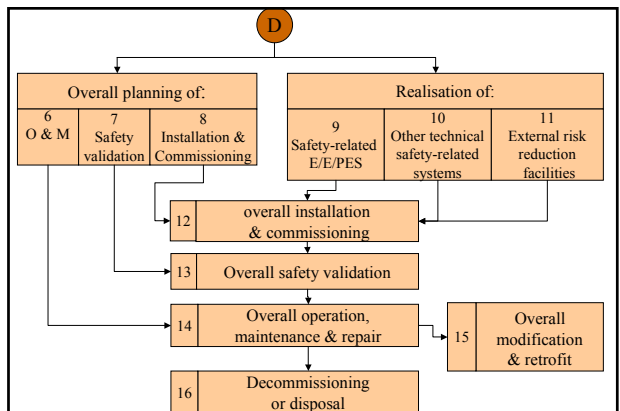 D
Overall planning of:
Realisation of:
6
O & M
7
Safety
validation
8
Installation &
Commissioning
9
Safety-related
E/E/PES
10
Other technical
safety-related
systems
11
External risk
reduction
facilities
12
overall installation
& commissioning
13
Overall safety validation
14
Overall operation,
maintenance & repair
15
Overall
modification
& retrofit
16
Decommissioning
or disposal